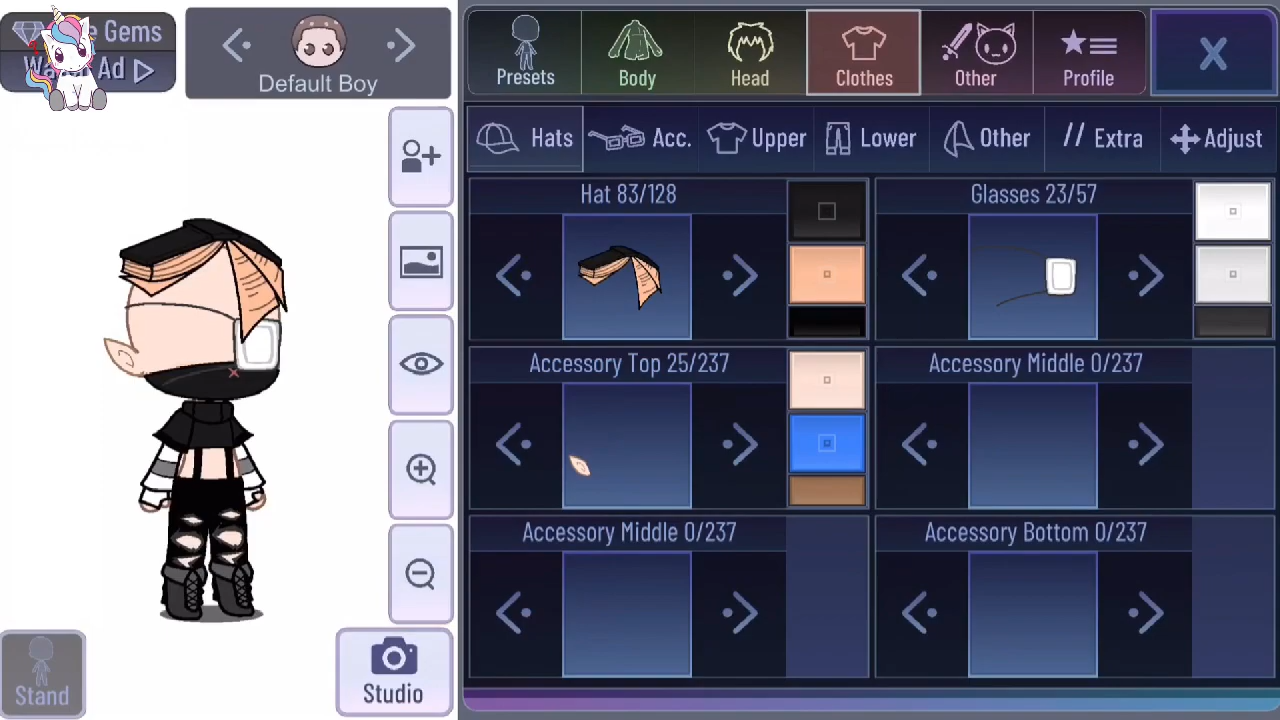 Gems
Ad
Default Boy
Presets
Body
Head
Clothes
Other
Profile
X
Hats
Acc.
Upper
Lower
Other
Extra
Adjust
Hat 83/128
Glasses 23/57
Accessory Top 25/237
Accessory Middle 0/237
Accessory Middle 0/237
Accessory Bottom 0/237
Stand
Studio